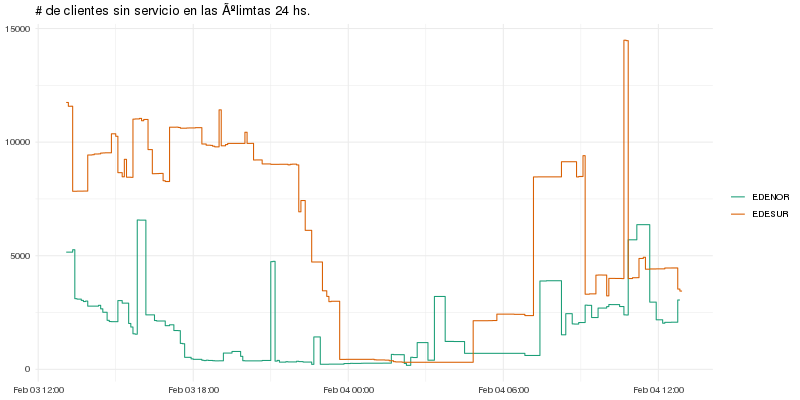 # de clientes sin servicio en las Ãºlimtas 24 hs.
15000
10000
5000
0
Feb 03 12:00
Feb 03 18:00
Feb 04 00:00
Feb 04 06:00
Feb 04 12:00
EDENOR
EDESUR